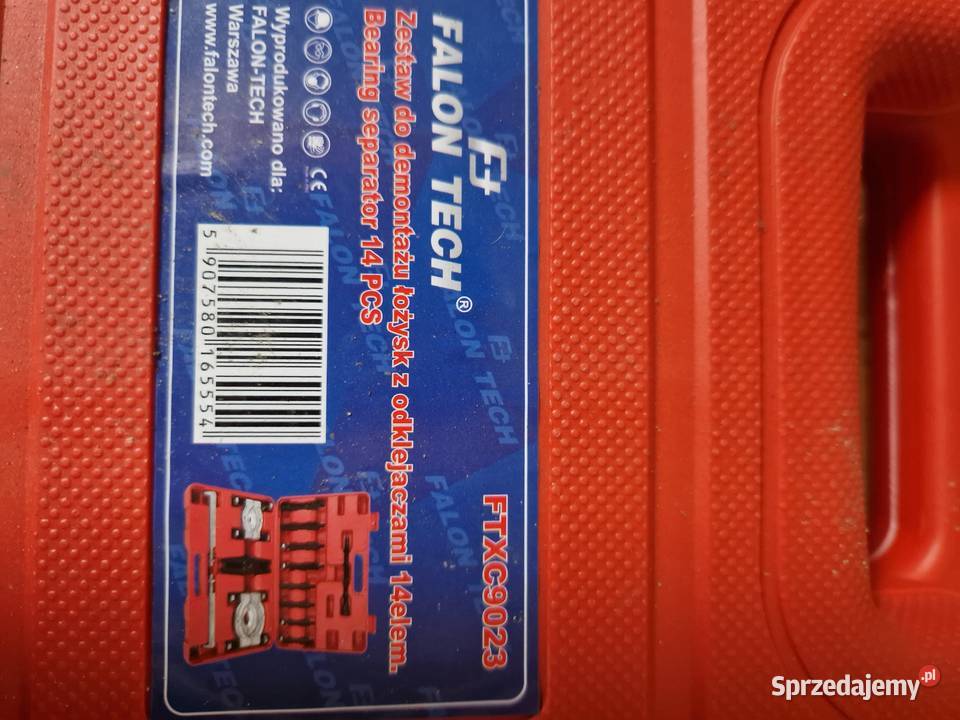 FALON TECH®
FTXC9023
Zestaw do demontażu łożysk z odklejaczami 14elem.
Bearing separator 14 PCS
CE
Wyprodukowano dla:
FALON-TECH
Warszawa
www.falontech.com
5 907580 165554
Sprzedajemy.pl